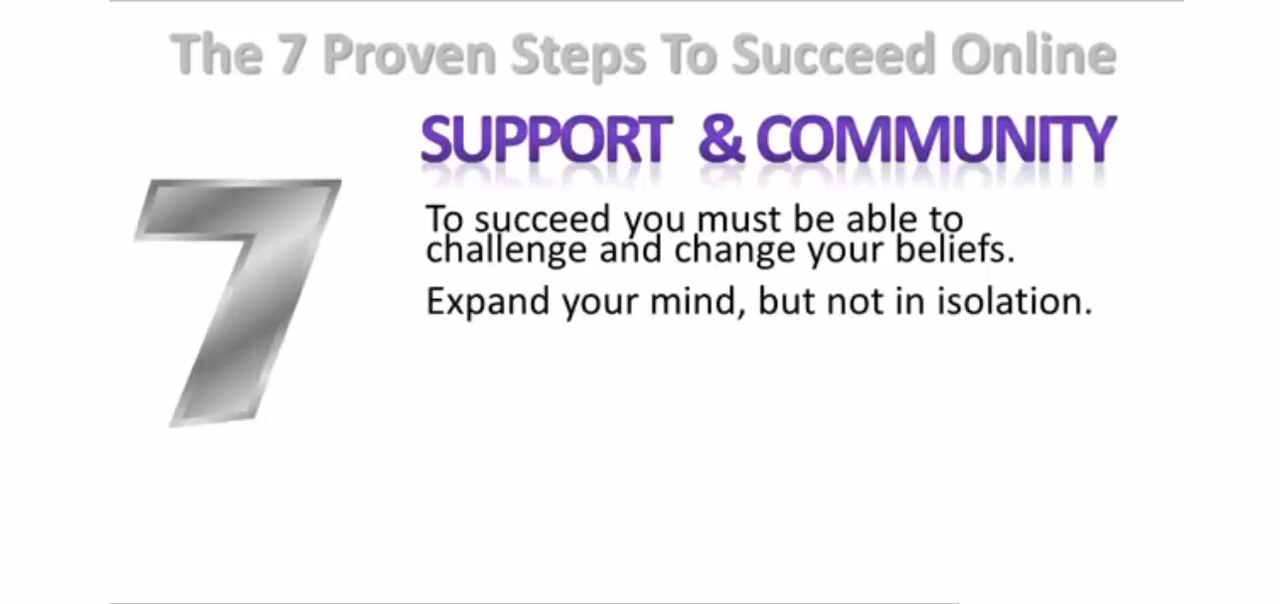 The 7 Proven Steps To Succeed Online
SUPPORT & COMMUNITY
7
To succeed you must be able to
challenge and change your beliefs.
Expand your mind, but not in isolation.